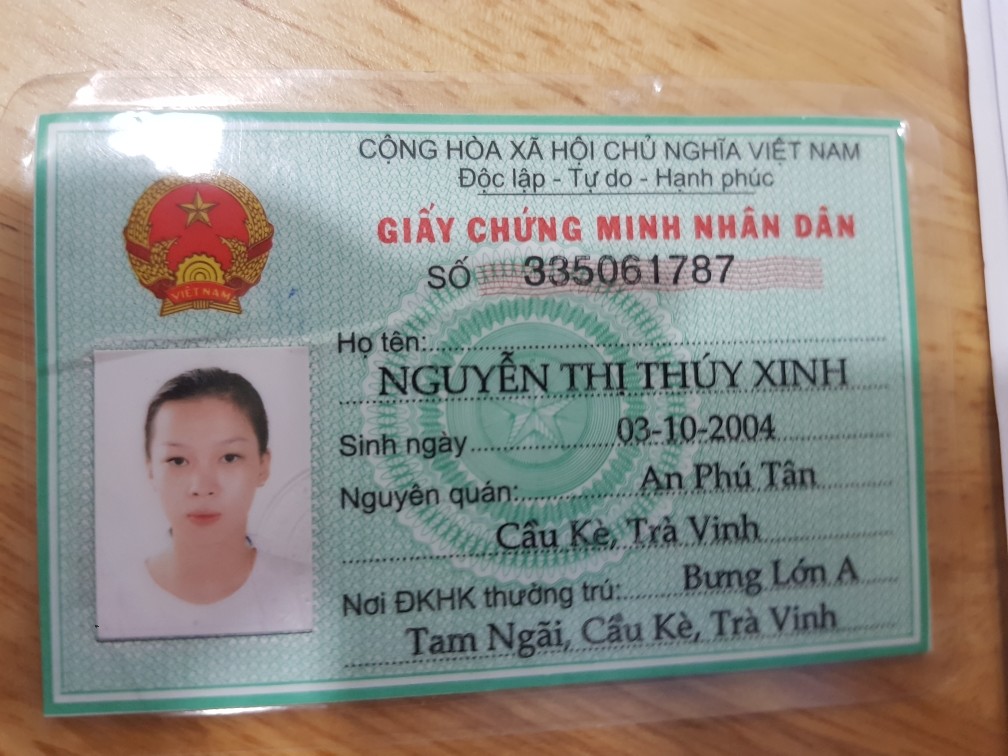 CỘNG HÒA XÃ HỘI CHỦ NGHĨA VIỆT NAM
Độc lập - Tự do - Hạnh phúc
GIẤY CHỨNG MINH NHÂN DÂN
SỐ 335061787
VIỆT NAM
Họ tên:
NGUYỄN THỊ THÚY XINH
Sinh ngày 03-10-2004
Nguyên quán: An Phú Tân
Cầu Kè, Trà Vinh
Nơi ĐKHK thường trú: Bưng Lớn A
Tam Ngãi, Cầu Kè, Trà Vinh